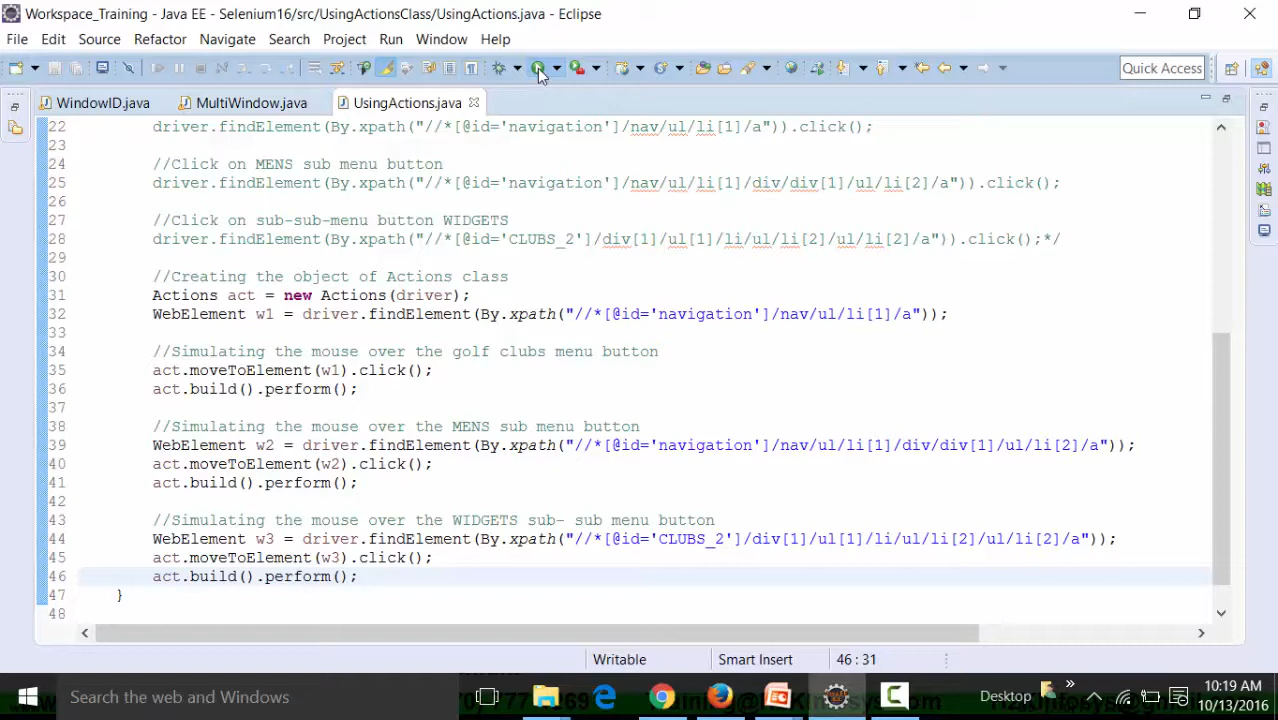 Workspace_Training - Java EE - Selenium16/src/UsingActionsClass/UsingActions.java - Eclipse
File Edit Source Refactor Navigate Search Project Run Window Help
Quick Access
WindowID.java MultiWindow.java UsingActions.java
22 driver.findElement(By.xpath("//*[@id='navigation']/nav/ul/li[1]/a")).click();
23
24 //Click on MENS sub menu button
25 driver.findElement(By.xpath("//*[@id='navigation']/nav/ul/li[1]/div/div[1]/ul/li[2]/a")).click();
26
27 //Click on sub-sub-menu button WIDGETS
28 driver.findElement(By.xpath("//*[@id='CLUBS_2']/div[1]/ul[1]/li/ul/li[2]/ul/li[2]/a")).click();*/
29
30 //Creating the object of Actions class
31 Actions act = new Actions(driver);
32 WebElement w1 = driver.findElement(By.xpath("//*[@id='navigation']/nav/ul/li[1]/a"));
33
34 //Simulating the mouse over the golf clubs menu button
35 act.moveToElement(w1).click();
36 act.build().perform();
37
38 //Simulating the mouse over the MENS sub menu button
39 WebElement w2 = driver.findElement(By.xpath("//*[@id='navigation']/nav/ul/li[1]/div/div[1]/ul/li[2]/a"));
40 act.moveToElement(w2).click();
41 act.build().perform();
42
43 //Simulating the mouse over the WIDGETS sub- sub menu button
44 WebElement w3 = driver.findElement(By.xpath("//*[@id='CLUBS_2']/div[1]/ul[1]/li/ul/li[2]/ul/li[2]/a"));
45 act.moveToElement(w3).click();
46 act.build().perform();
47 }
48
Writable Smart Insert 46 : 31
Search the web and Windows
Desktop
10:19 AM
10/13/2016